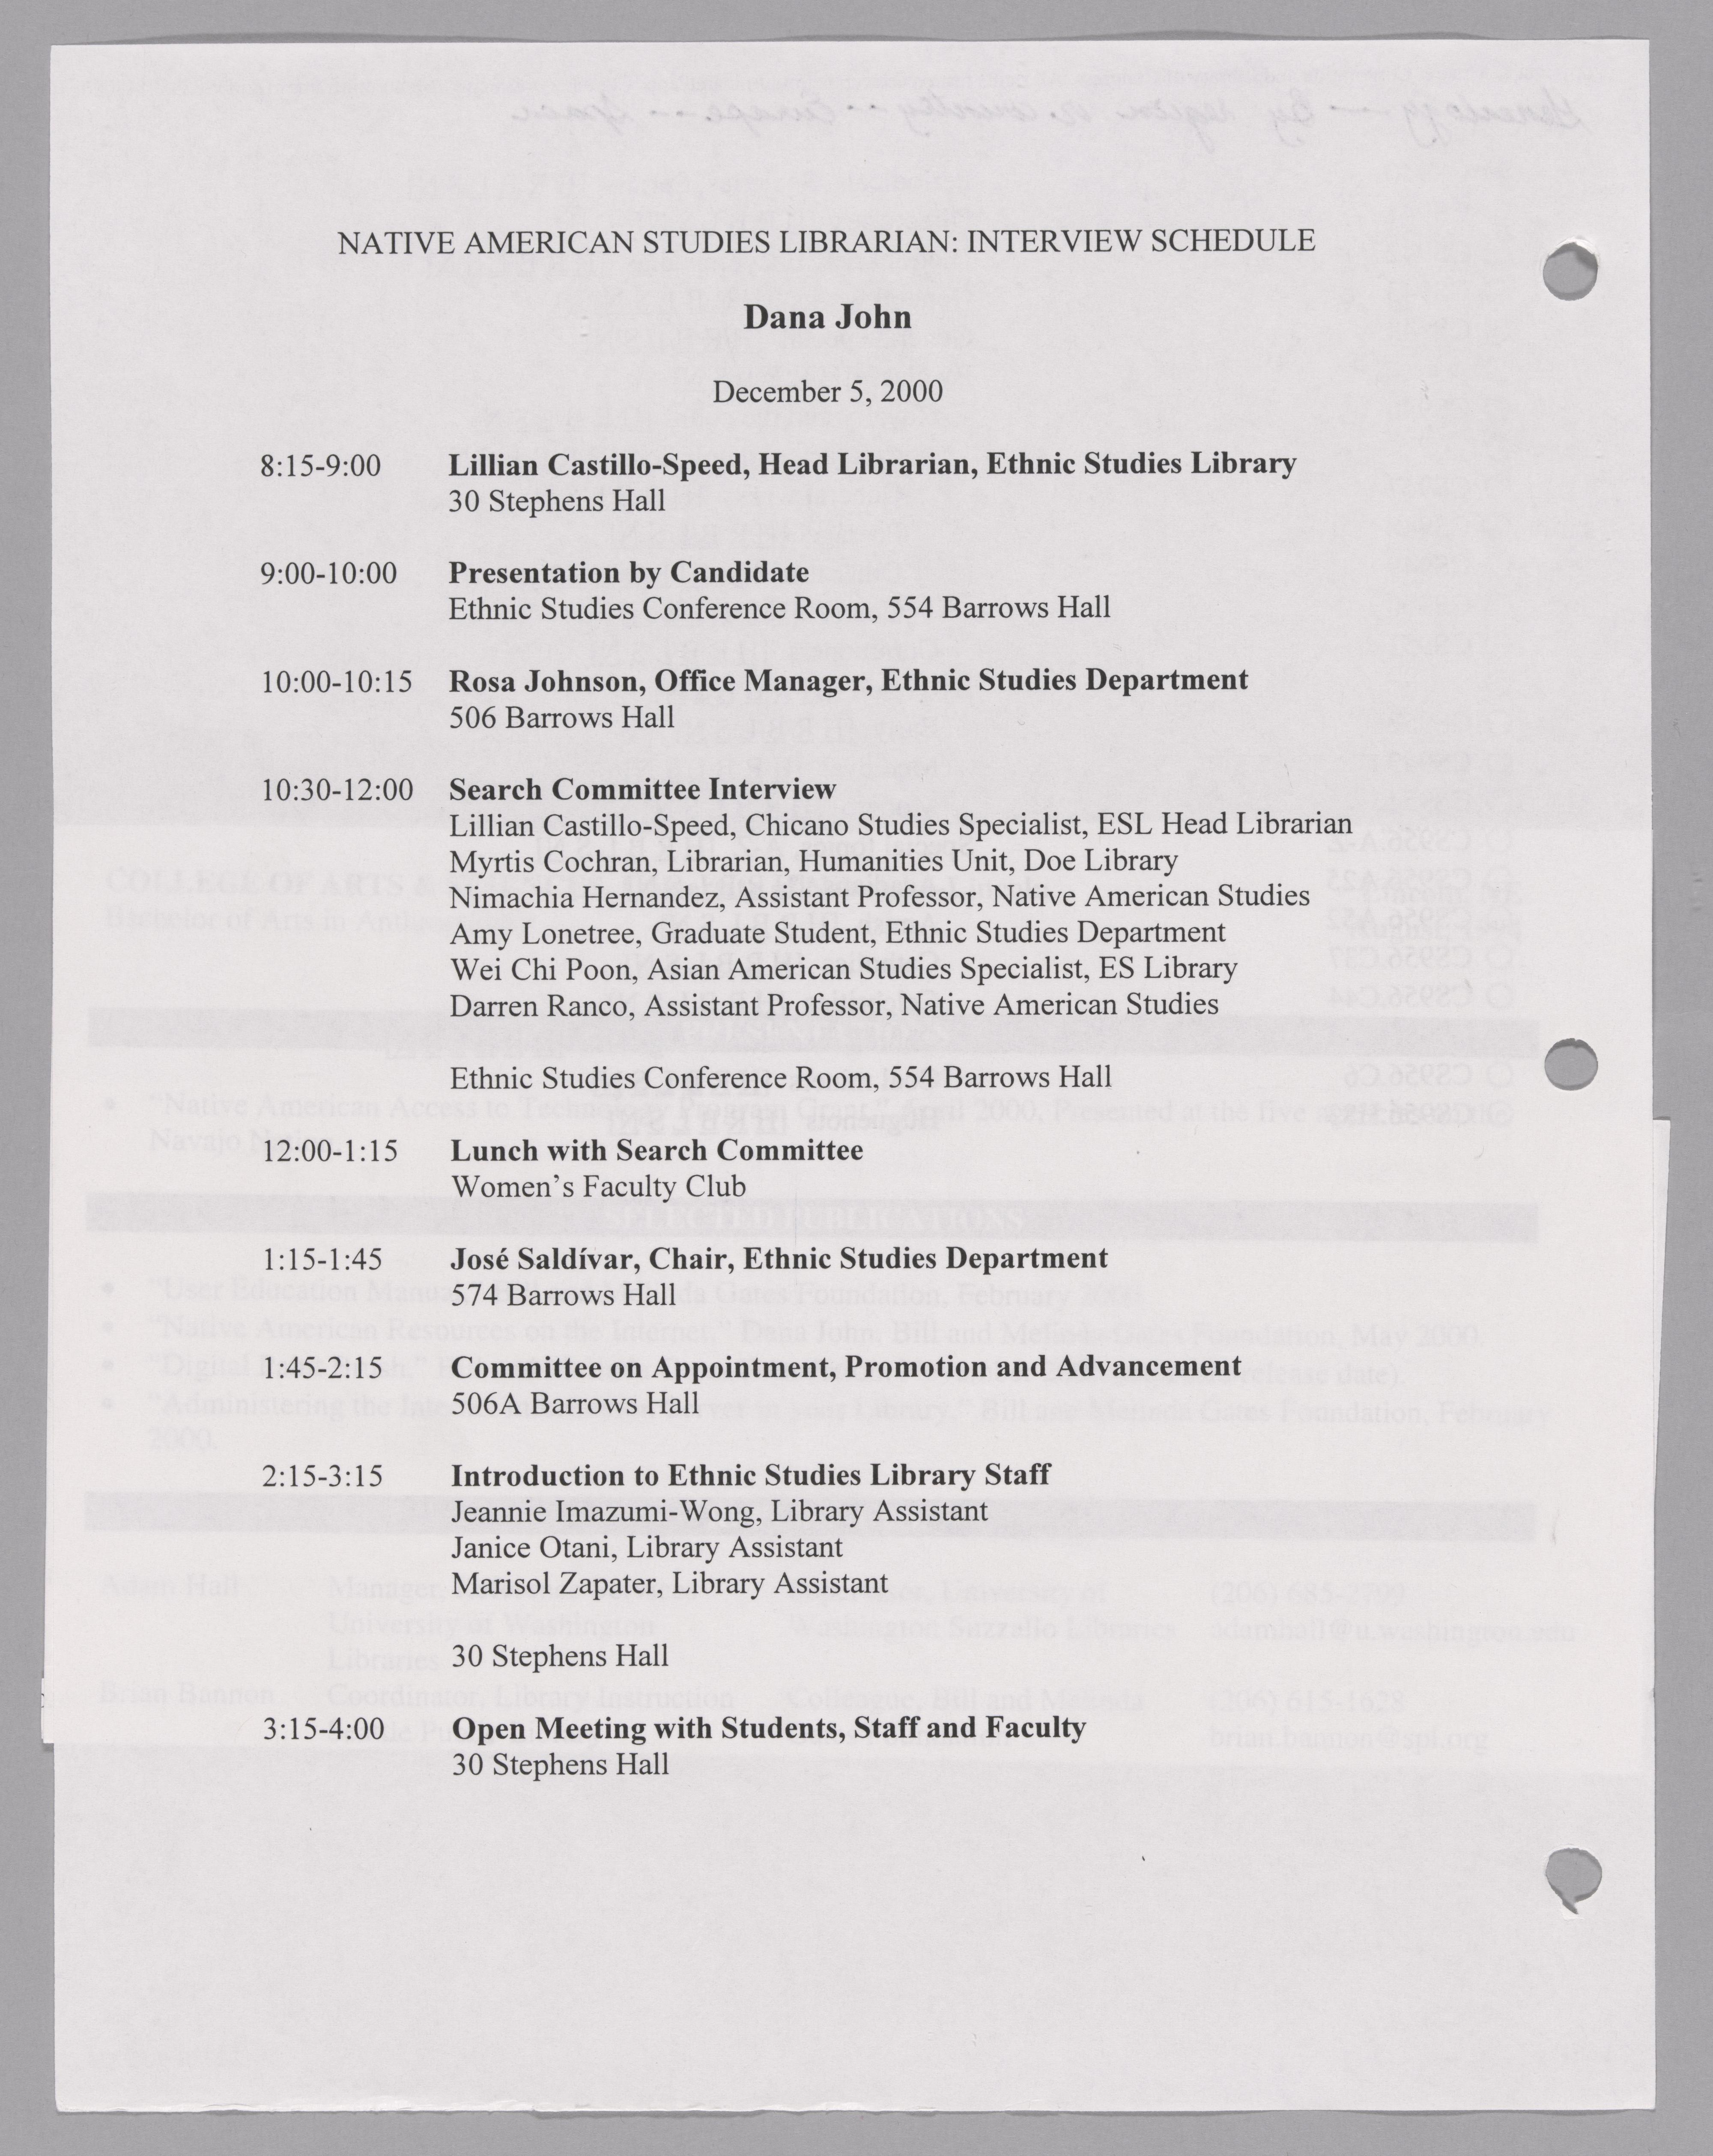 NATIVE AMERICAN STUDIES LIBRARIAN: INTERVIEW SCHEDULE
Dana John
December 5, 2000
8:15-9:00 Lillian Castillo-Speed, Head Librarian, Ethnic Studies Library
30 Stephens Hall
9:00-10:00 Presentation by Candidate
Ethnic Studies Conference Room, 554 Barrows Hall
10:00-10:15 Rosa Johnson, Office Manager, Ethnic Studies Department
506 Barrows Hall
10:30-12:00 Search Committee Interview
Lillian Castillo-Speed, Chicano Studies Specialist, ESL Head Librarian
Myrtis Cochran, Librarian, Humanities Unit, Doe Library
Nimachia Hernandez, Assistant Professor, Native American Studies
Amy Lonetree, Graduate Student, Ethnic Studies Department
Wei Chi Poon, Asian American Studies Specialist, ES Library
Darren Ranco, Assistant Professor, Native American Studies
Ethnic Studies Conference Room, 554 Barrows Hall
12:00-1:15 Lunch with Search Committee
Women's Faculty Club
1:15-1:45 José Saldívar, Chair, Ethnic Studies Department
574 Barrows Hall
1:45-2:15 Committee on Appointment, Promotion and Advancement
506A Barrows Hall
2:15-3:15 Introduction to Ethnic Studies Library Staff
Jeannie Imazumi-Wong, Library Assistant
Janice Otani, Library Assistant
Marisol Zapater, Library Assistant
30 Stephens Hall
3:15-4:00 Open Meeting with Students, Staff and Faculty
30 Stephens Hall